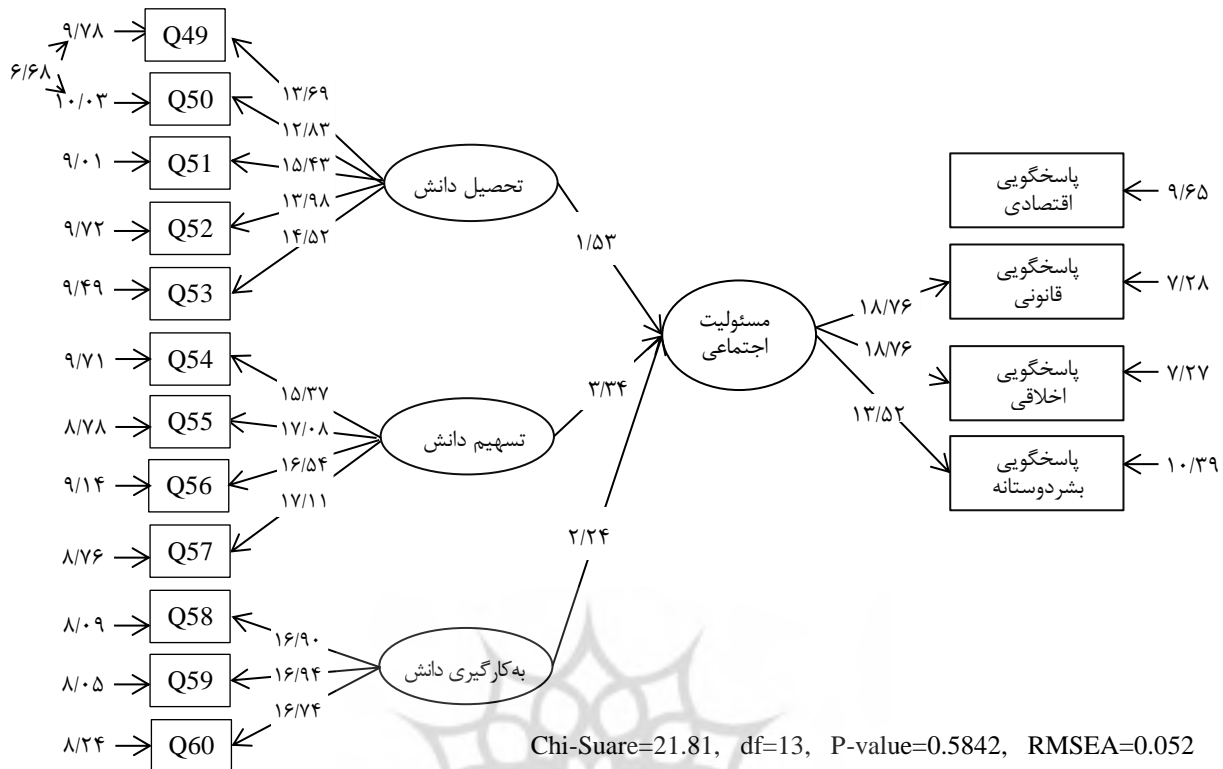 ۹/۷۸
Q49
۶/۶۸
۱۰/۰۳
Q50
۹/۰۱
Q51
۹/۷۲
Q52
۹/۴۹
Q53
۹/۷۱
Q54
۸/۷۸
Q55
۹/۱۴
Q56
۸/۷۶
Q57
۸/۰۹
Q58
۸/۰۵
Q59
۸/۲۴
Q60
۱۳/۶۹
۱۲/۸۳
۱۵/۴۳
۱۳/۹۸
۱۴/۵۲
۱۵/۳۷
۱۷/۰۸
۱۶/۵۴
۱۷/۱۱
۱۶/۹۰
۱۶/۹۴
۱۶/۷۴
تحصیل دانش
تسهیم دانش
به‌کارگیری دانش
۱/۵۳
۳/۳۴
۲/۲۴
مسئولیت
اجتماعی
۱۸/۷۶
۱۸/۷۶
۱۳/۵۲
پاسخگویی
اقتصادی
۹/۶۵
پاسخگویی
قانونی
۷/۲۸
پاسخگویی
اخلاقی
۷/۲۷
پاسخگویی
بشردوستانه
۱۰/۳۹
Chi-Suare=21.81, df=13, P-value=0.5842, RMSEA=0.052